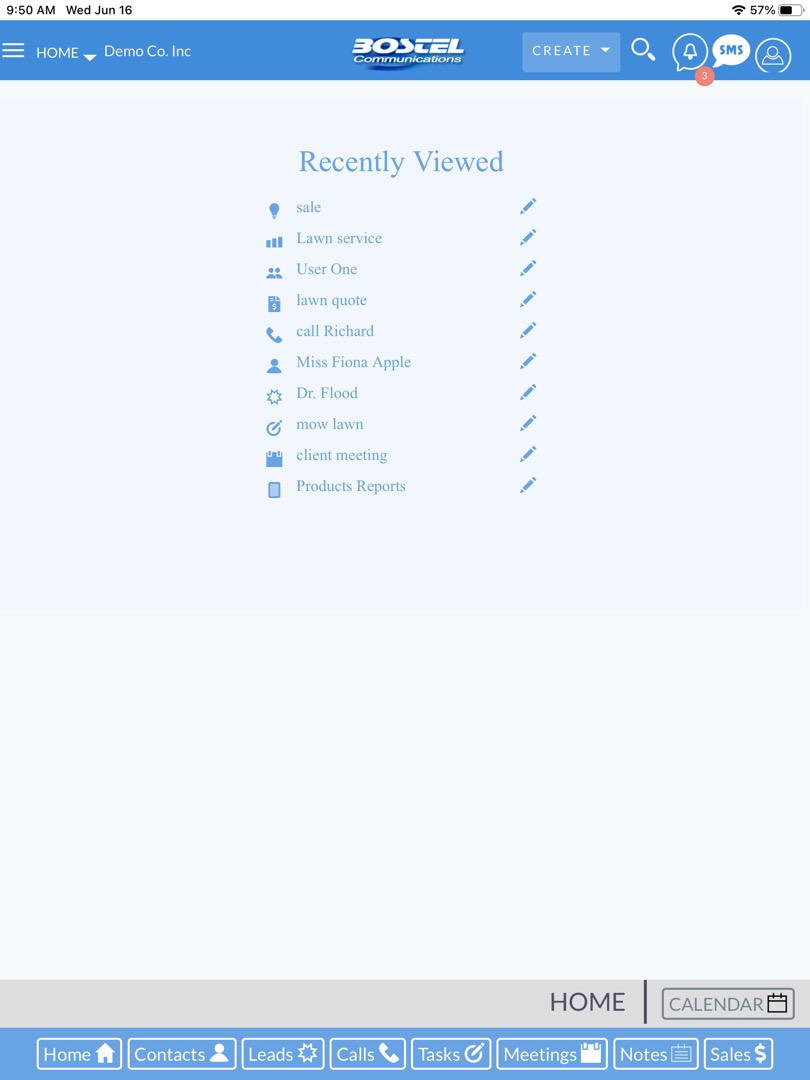 9:50 AM Wed Jun 16 57%
HOME Demo Co. Inc BOSTEL Communications CREATE SMS
3
Recently Viewed
sale
Lawn service
User One
lawn quote
call Richard
Miss Fiona Apple
Dr. Flood
mow lawn
client meeting
Products Reports
HOME CALENDAR
Home Contacts Leads Calls Tasks Meetings Notes Sales